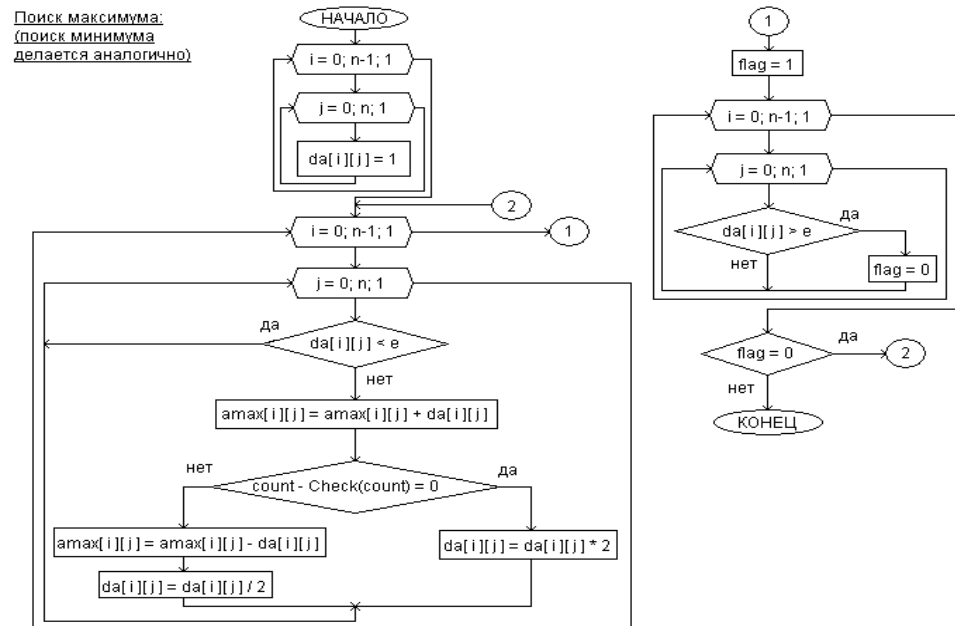 Поиск максимума:
(поиск минимума
делается аналогично)
НАЧАЛО
i = 0; n-1; 1
j = 0; n; 1
da[ i ][ j ] = 1
2
i = 0; n-1; 1
1
j = 0; n; 1
да
da[ i ][ j ] < e
нет
amax[ i ][ j ] = amax[ i ][ j ] + da[ i ][ j ]
нет
да
count - Check(count) = 0
amax[ i ][ j ] = amax[ i ][ j ] - da[ i ][ j ]
da[ i ][ j ] = da[ i ][ j ] * 2
da[ i ][ j ] = da[ i ][ j ] / 2
1
flag = 1
i = 0; n-1; 1
j = 0; n; 1
да
da[ i ][ j ] > e
нет
flag = 0
да
flag = 0
2
нет
КОНЕЦ